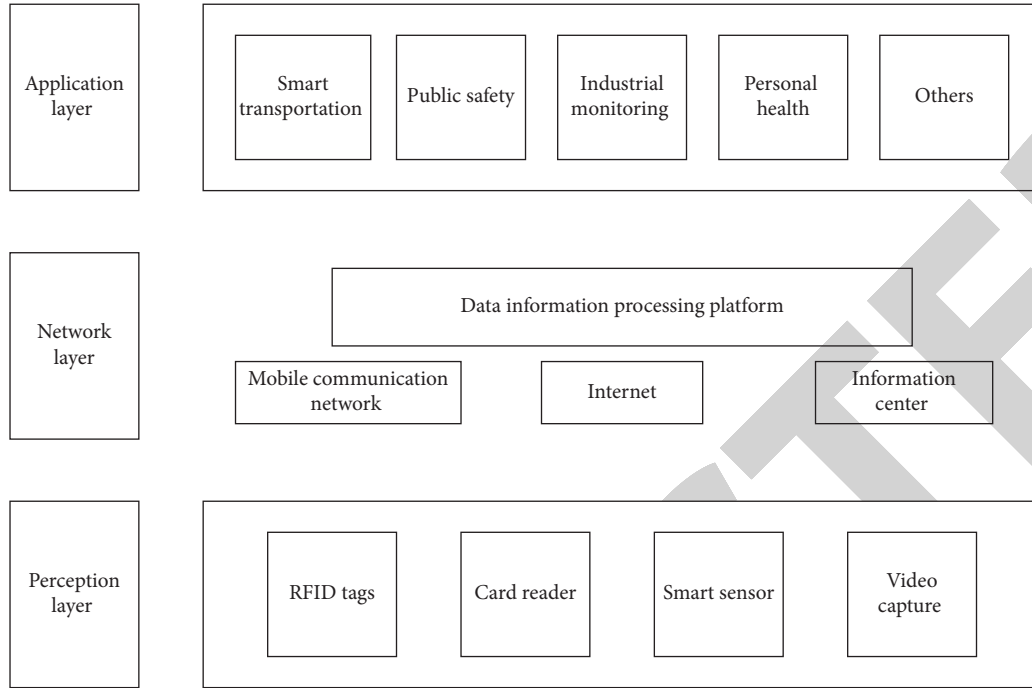 Application
layer
Smart
transportation
Public safety
Industrial
monitoring
Personal
health
Others
Network
layer
Data information processing platform
Mobile communication
network
Internet
Information
center
Perception
layer
RFID tags
Card reader
Smart sensor
Video
capture